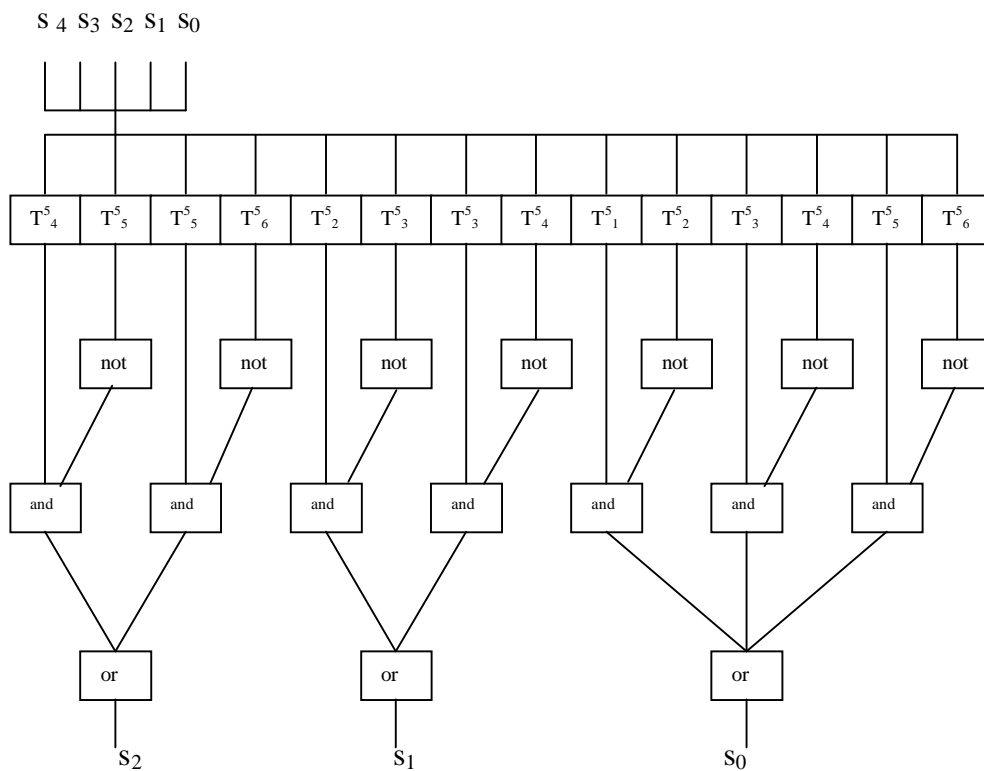 s 4 s3 s2 s1 s0
T⁵₄ T⁵₅ T⁵₅ T⁵₆ T⁵₂ T⁵₃ T⁵₃ T⁵₄ T⁵₁ T⁵₂ T⁵₃ T⁵₄ T⁵₅ T⁵₆
not not not not not not not
and and and and and and and
or or or
s2 s1 s0